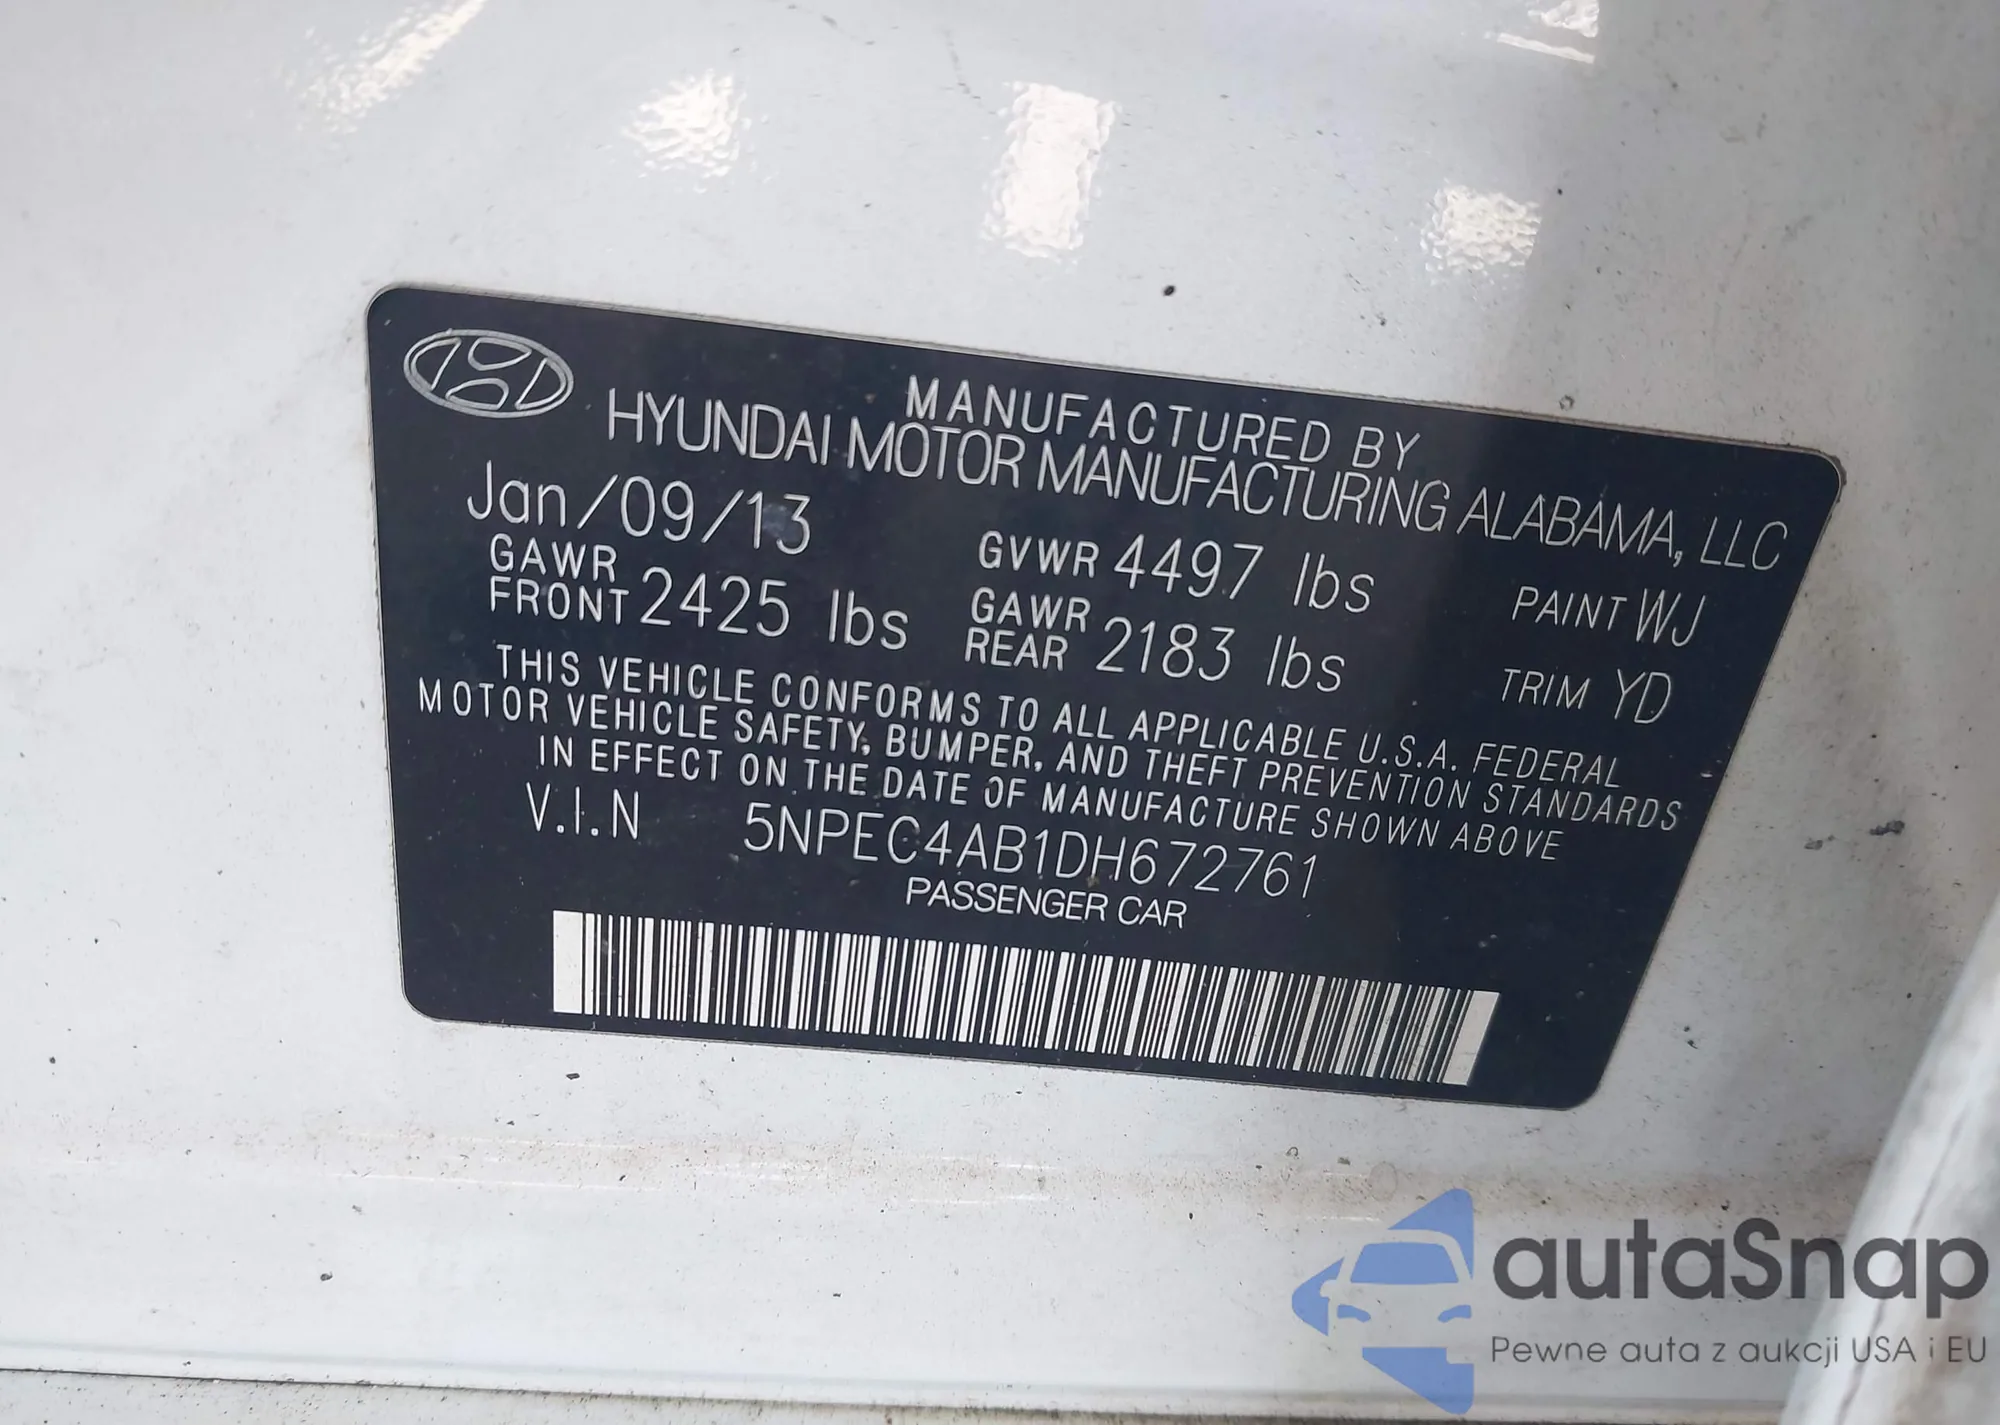 MANUFACTURED BY
HYUNDAI MOTOR MANUFACTURING ALABAMA, LLC
Jan/09/13 GVWR 4497 lbs PAINT WJ
GAWR FRONT 2425 lbs GAWR REAR 2183 lbs TRIM YD
THIS VEHICLE CONFORMS TO ALL APPLICABLE U.S.A. FEDERAL
MOTOR VEHICLE SAFETY, BUMPER, AND THEFT PREVENTION STANDARDS
IN EFFECT ON THE DATE OF MANUFACTURE SHOWN ABOVE
V.I.N 5NPEC4AB1DH672761
PASSENGER CAR
autaSnap
Pewne auta z aukcji USA i EU